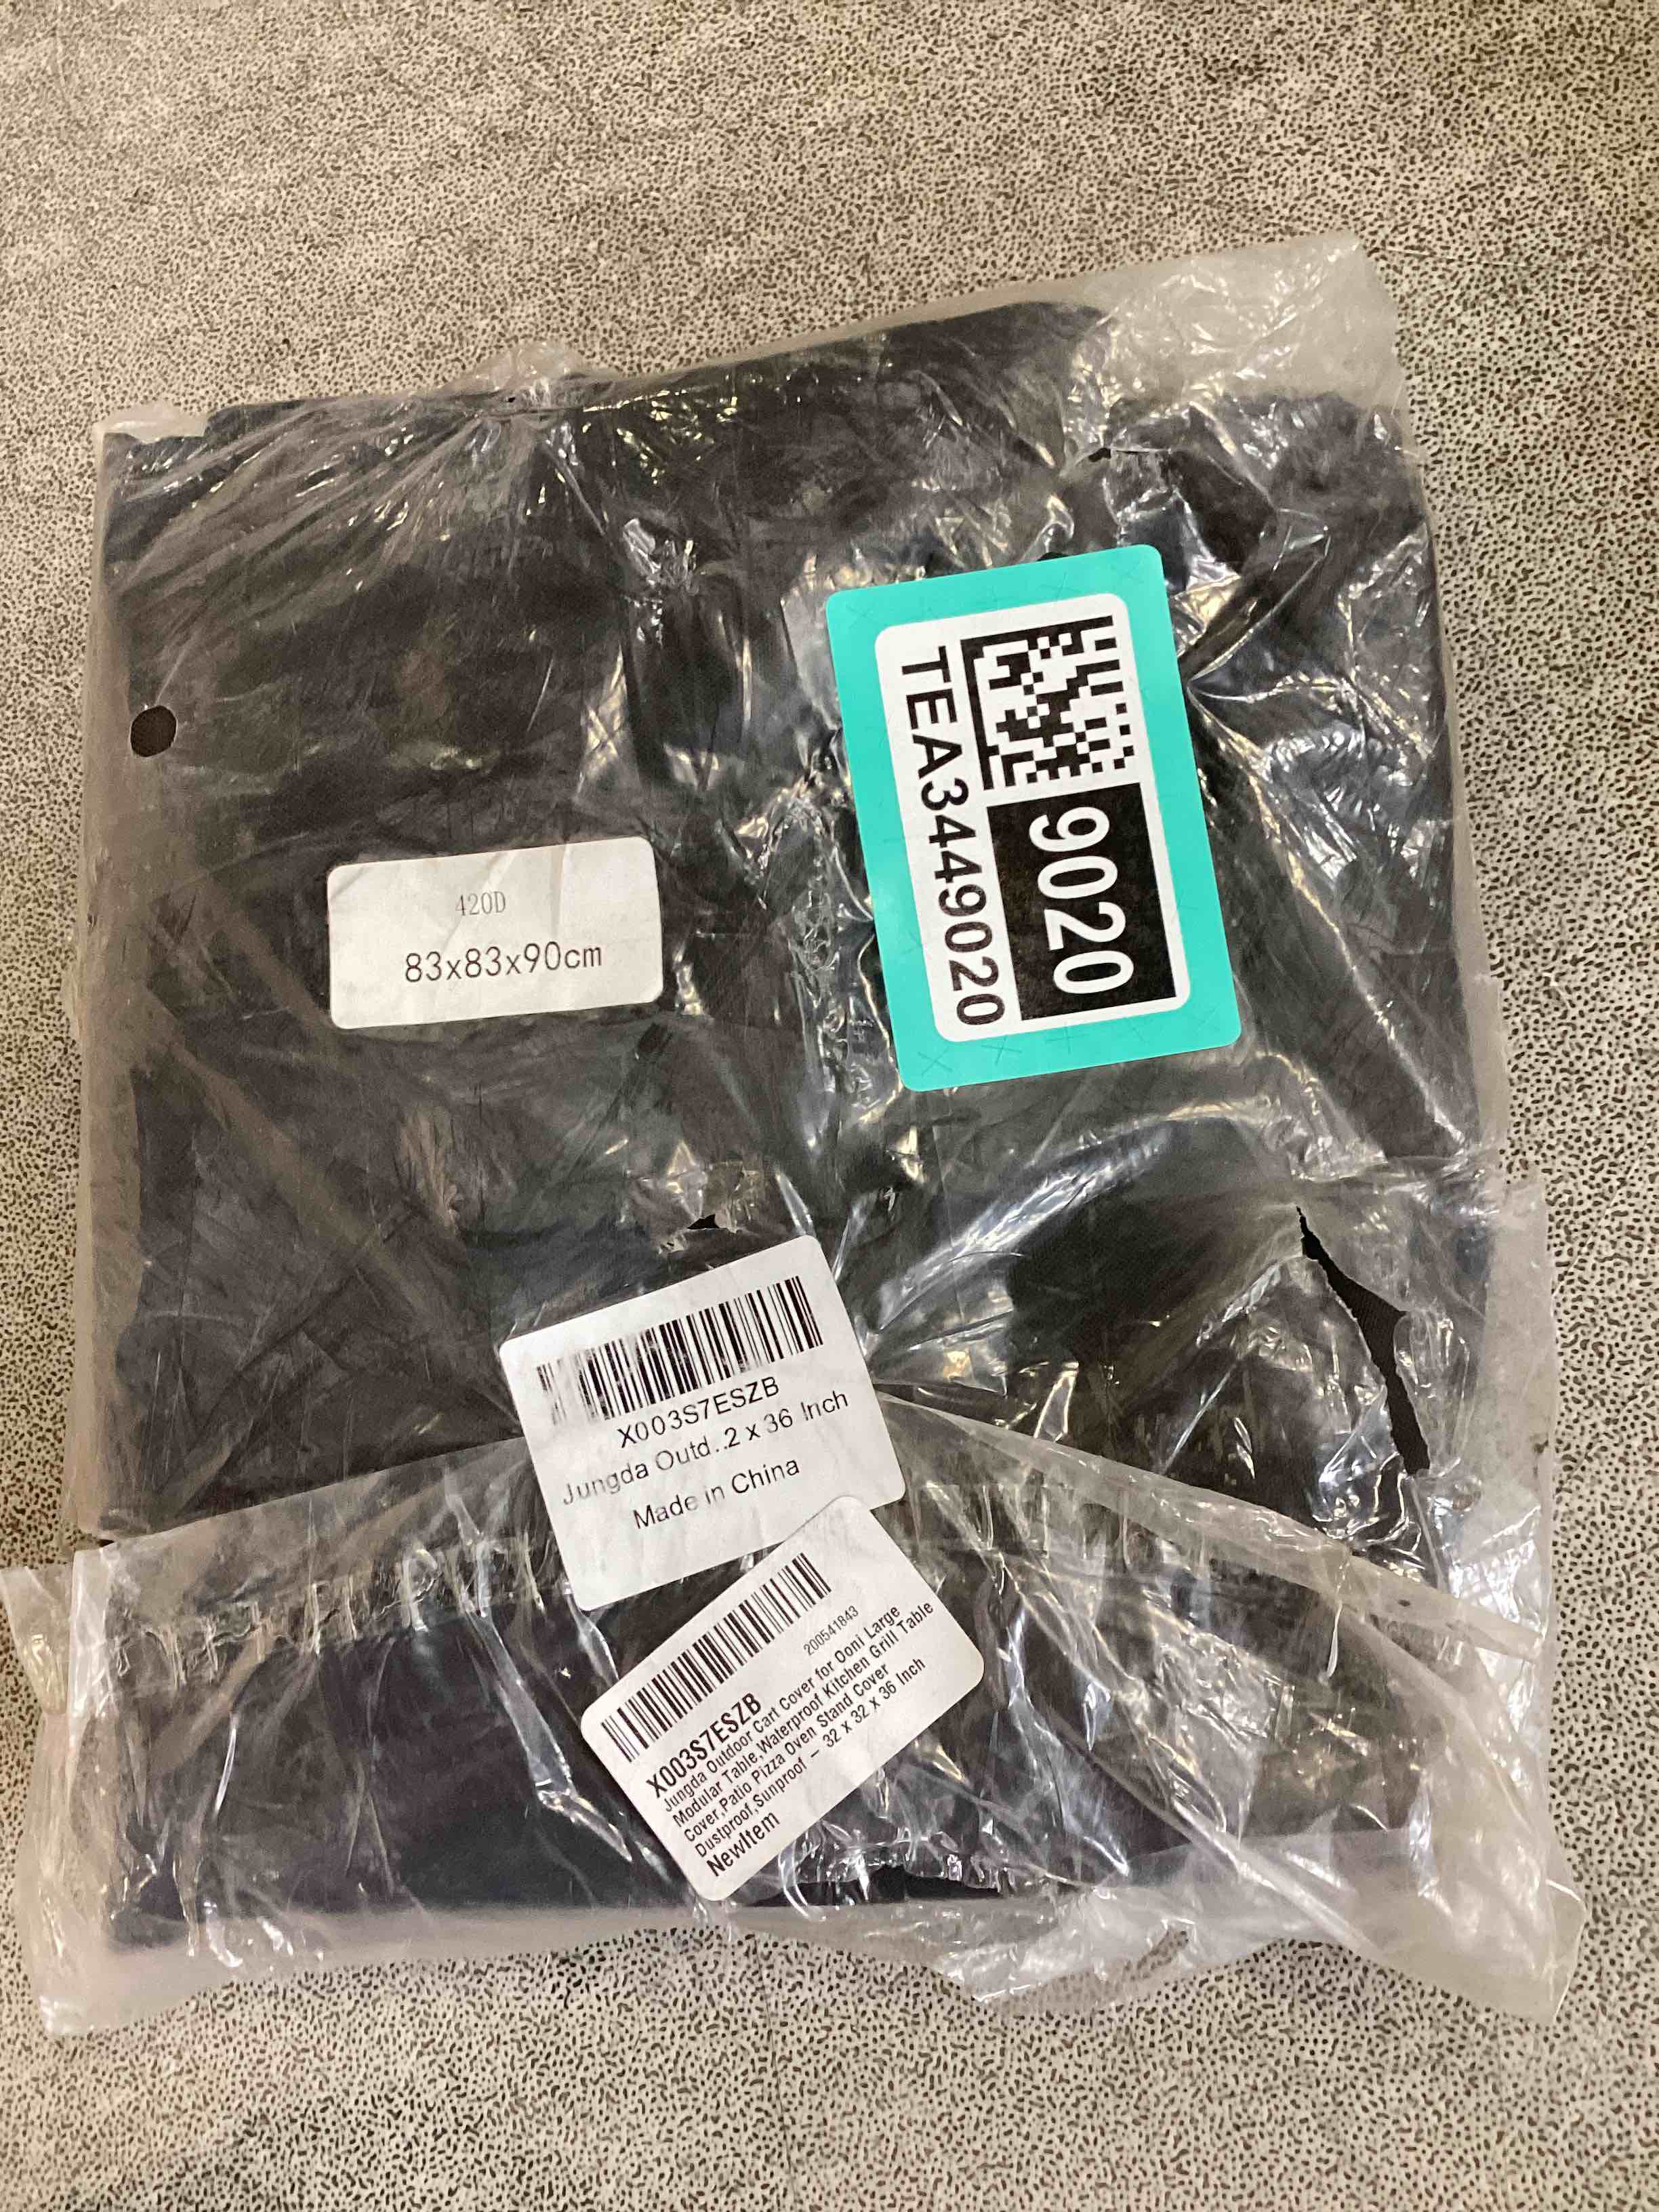 TEA3449020
9020
420D
83x83x90cm
X003S7ESZB
Jungda Outd..2 x 36 Inch
Made in China
X003S7ESZB
200541843
Jungda Outdoor Cart Cover for Ooni Large
Modular Table,Waterproof Kitchen Grill Table
Cover,Patio Pizza Oven Stand Cover
Dustproof,Sunproof – 32 x 32 x 36 Inch
NewItem